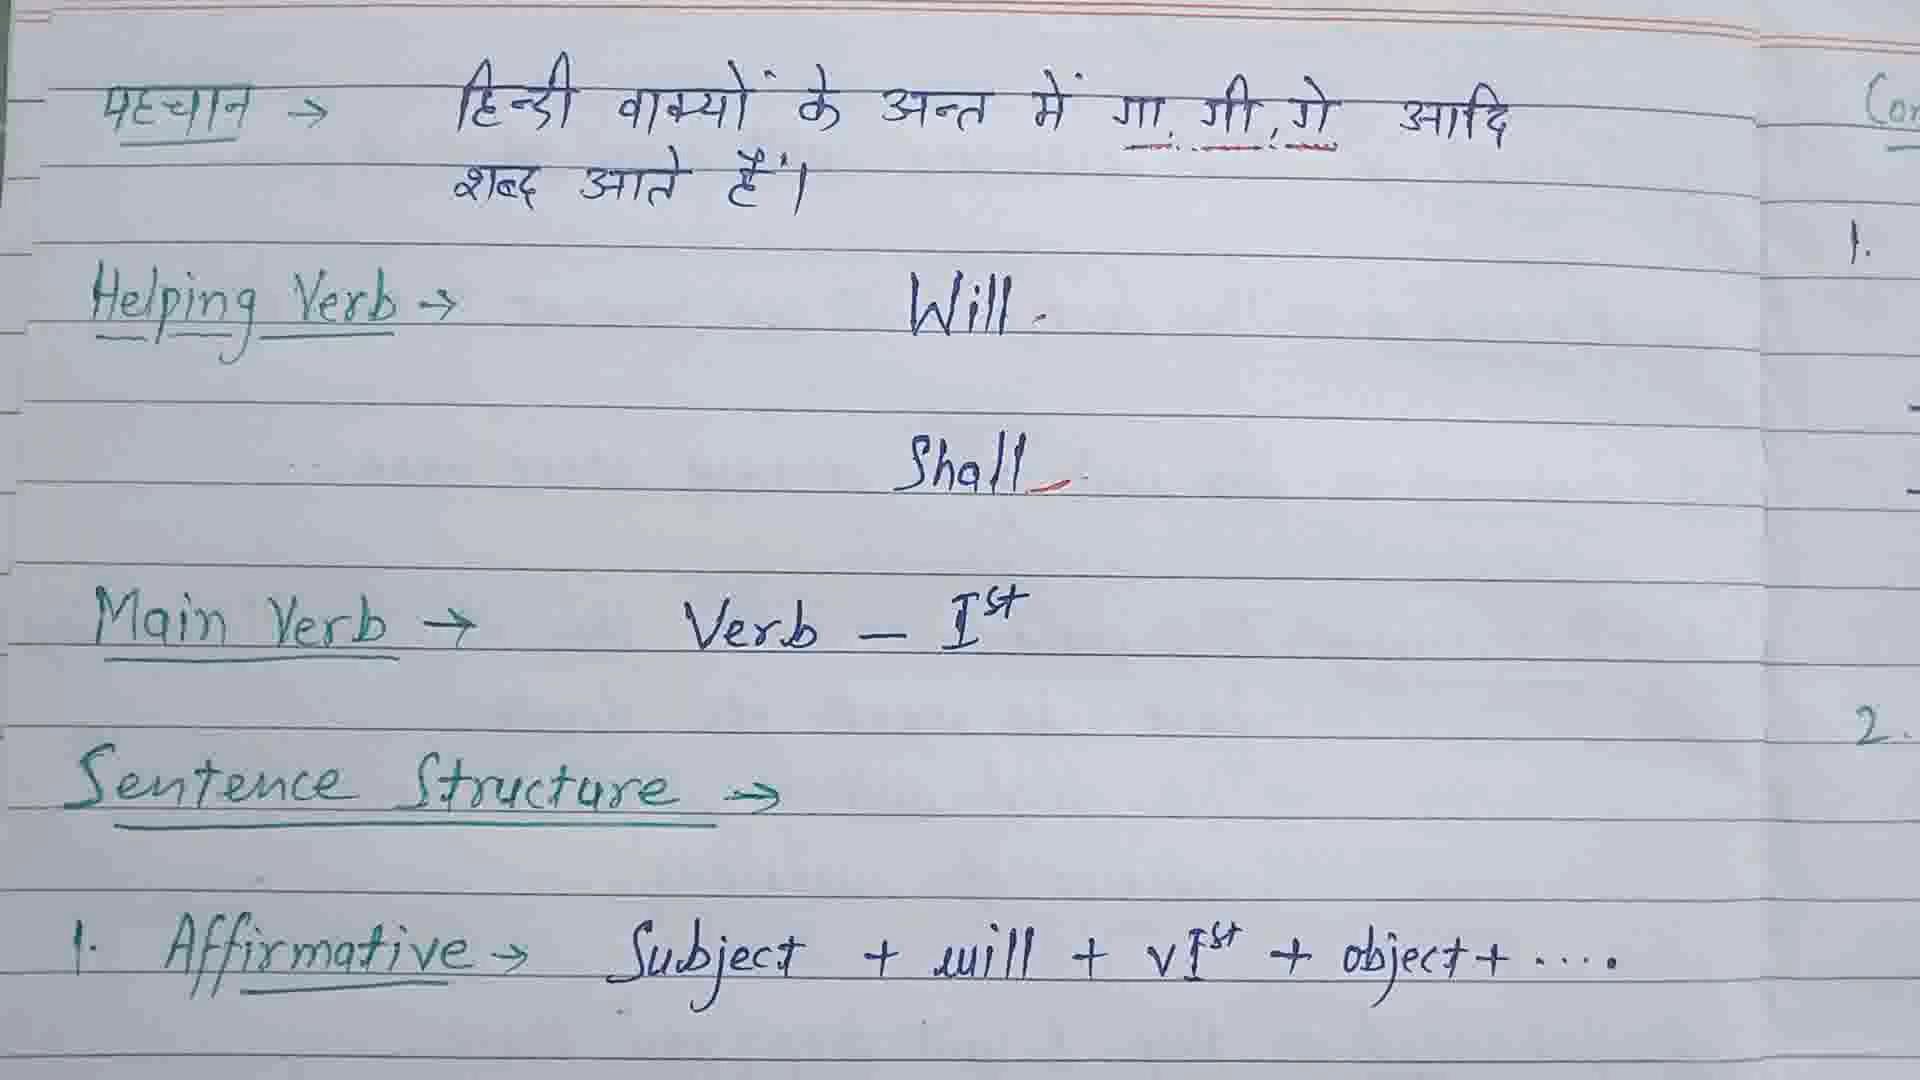 पहचान → हिन्दी वाक्यों के अन्त में गा, गी, गे आदि
शब्द आते हैं।
Helping Verb → Will.
Shall
Main Verb → Verb – Ist
Sentence Structure →
1. Affirmative → Subject + will + vIst + object + ....
1.
2.